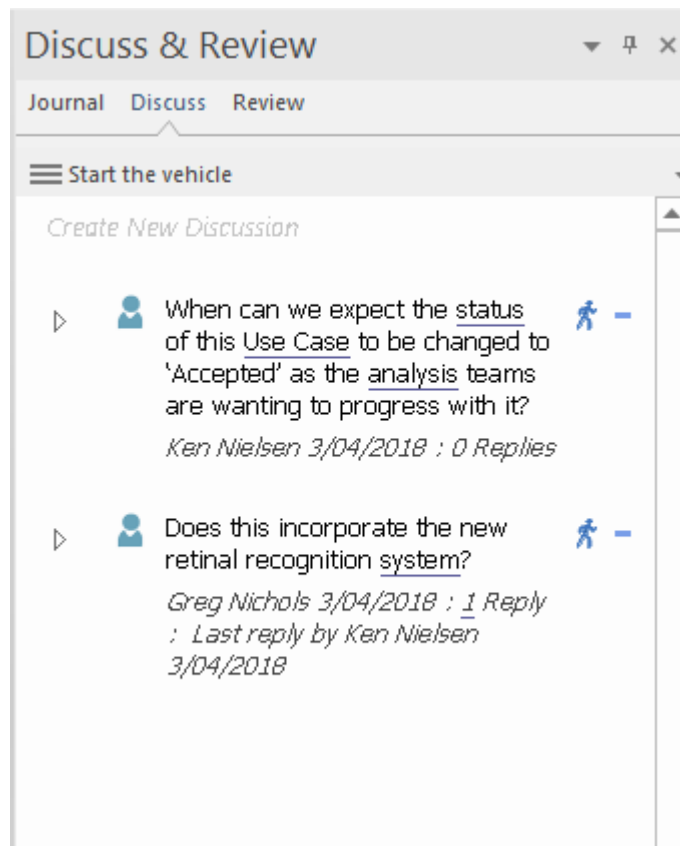 Discuss & Review
Journal Discuss Review
Start the vehicle
Create New Discussion
When can we expect the status
of this Use Case to be changed to
'Accepted' as the analysis teams
are wanting to progress with it?
Ken Nielsen 3/04/2018 : 0 Replies
Does this incorporate the new
retinal recognition system?
Greg Nichols 3/04/2018 : 1 Reply
: Last reply by Ken Nielsen
3/04/2018